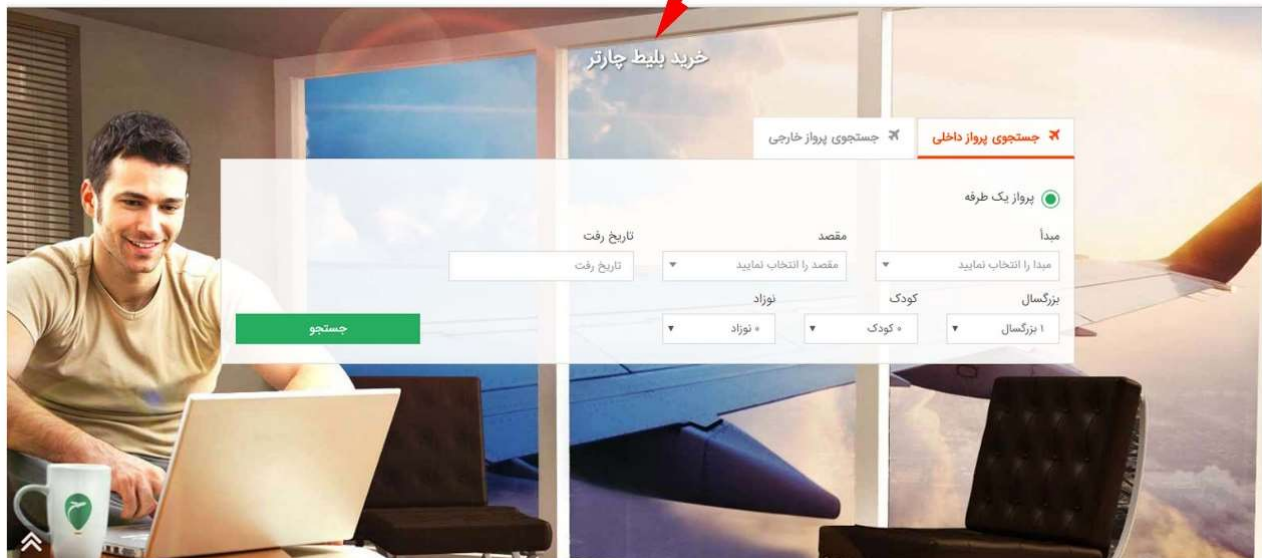 خرید بلیط چارتر
جستجوی پرواز داخلی
جستجوی پرواز خارجی
پرواز یک طرفه
مبدأ
مقصد
تاریخ رفت
مبدا را انتخاب نمایید
مقصد را انتخاب نمایید
تاریخ رفت
بزرگسال
کودک
نوزاد
۱ بزرگسال
۰ کودک
۰ نوزاد
جستجو